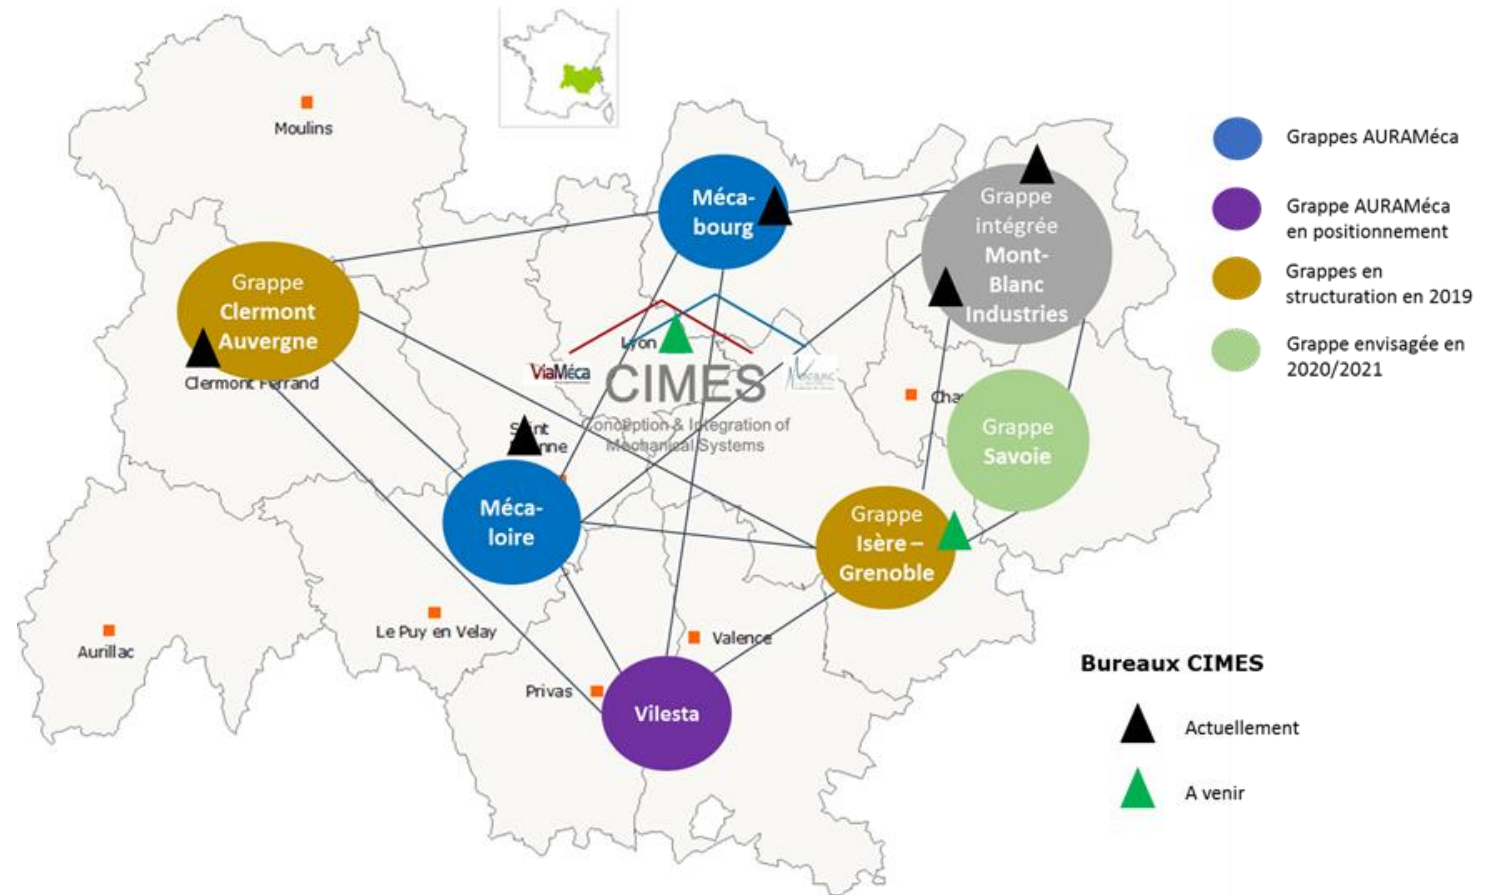 Moulins
Méca-
bourg
Grappe
intégrée
Mont-
Blanc
Industries
Grappe
Clermont
Auvergne
Clermont Ferrand
Lyon
ViaMéca
CIMES
Conception & Integration of
Mechanical Systems
Grappe
Savoie
Méca-
loire
Grappe
Isère –
Grenoble
Le Puy en Velay
Aurillac
Valence
Privas
Vilesta
Grappes AURAMéca
Grappe AURAMéca
en positionnement
Grappes en
structuration en 2019
Grappe envisagée en
2020/2021
Bureaux CIMES
Actuellement
A venir